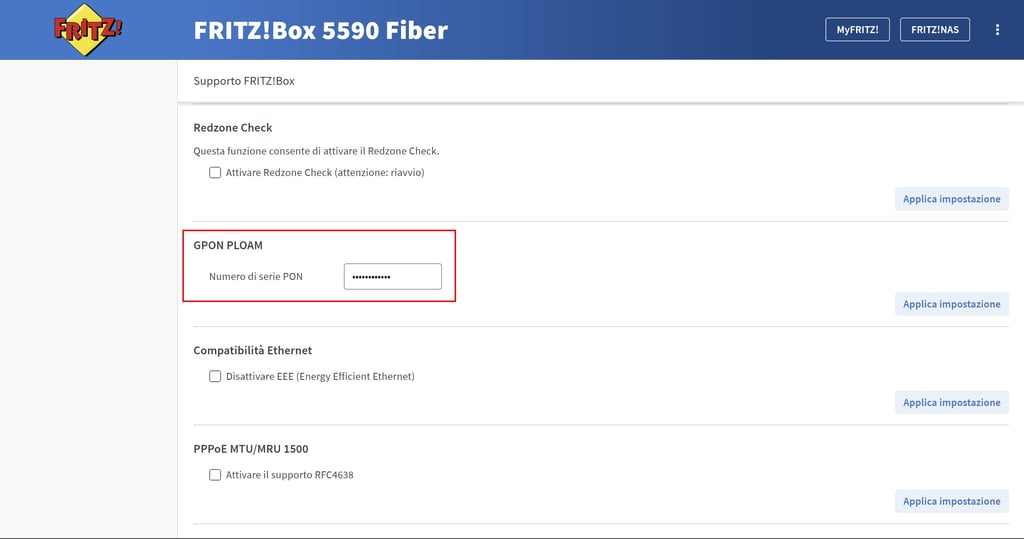 FRITZ!
FRITZ!Box 5590 Fiber
MyFRITZ!
FRITZ!NAS
Supporto FRITZ!Box
Redzone Check
Questa funzione consente di attivare il Redzone Check.
Attivare Redzone Check (attenzione: riavvio)
Applica impostazione
GPON PLOAM
Numero di serie PON
••••••••••••
Applica impostazione
Compatibilità Ethernet
Disattivare EEE (Energy Efficient Ethernet)
Applica impostazione
PPPoE MTU/MRU 1500
Attivare il supporto RFC4638
Applica impostazione